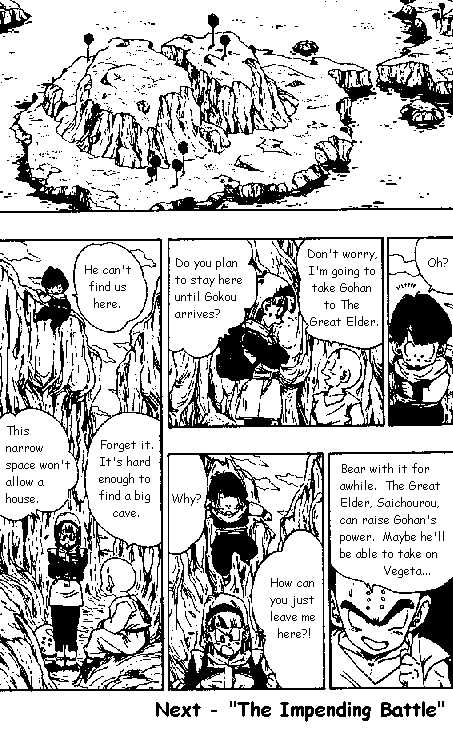 He can't
find us
here.
This
narrow
space won't
allow a
house.
Forget it.
It's hard
enough to
find a big
cave.
Do you plan
to stay here
until Gokou
arrives?
Don't worry,
I'm going to
take Gohan
to The
Great Elder.
Oh?
Why?
How can
you just
leave me
here?!
Bear with it for
awhile. The Great
Elder, Saichourou,
can raise Gohan's
power. Maybe he'll
be able to take on
Vegeta...
Next - "The Impending Battle"